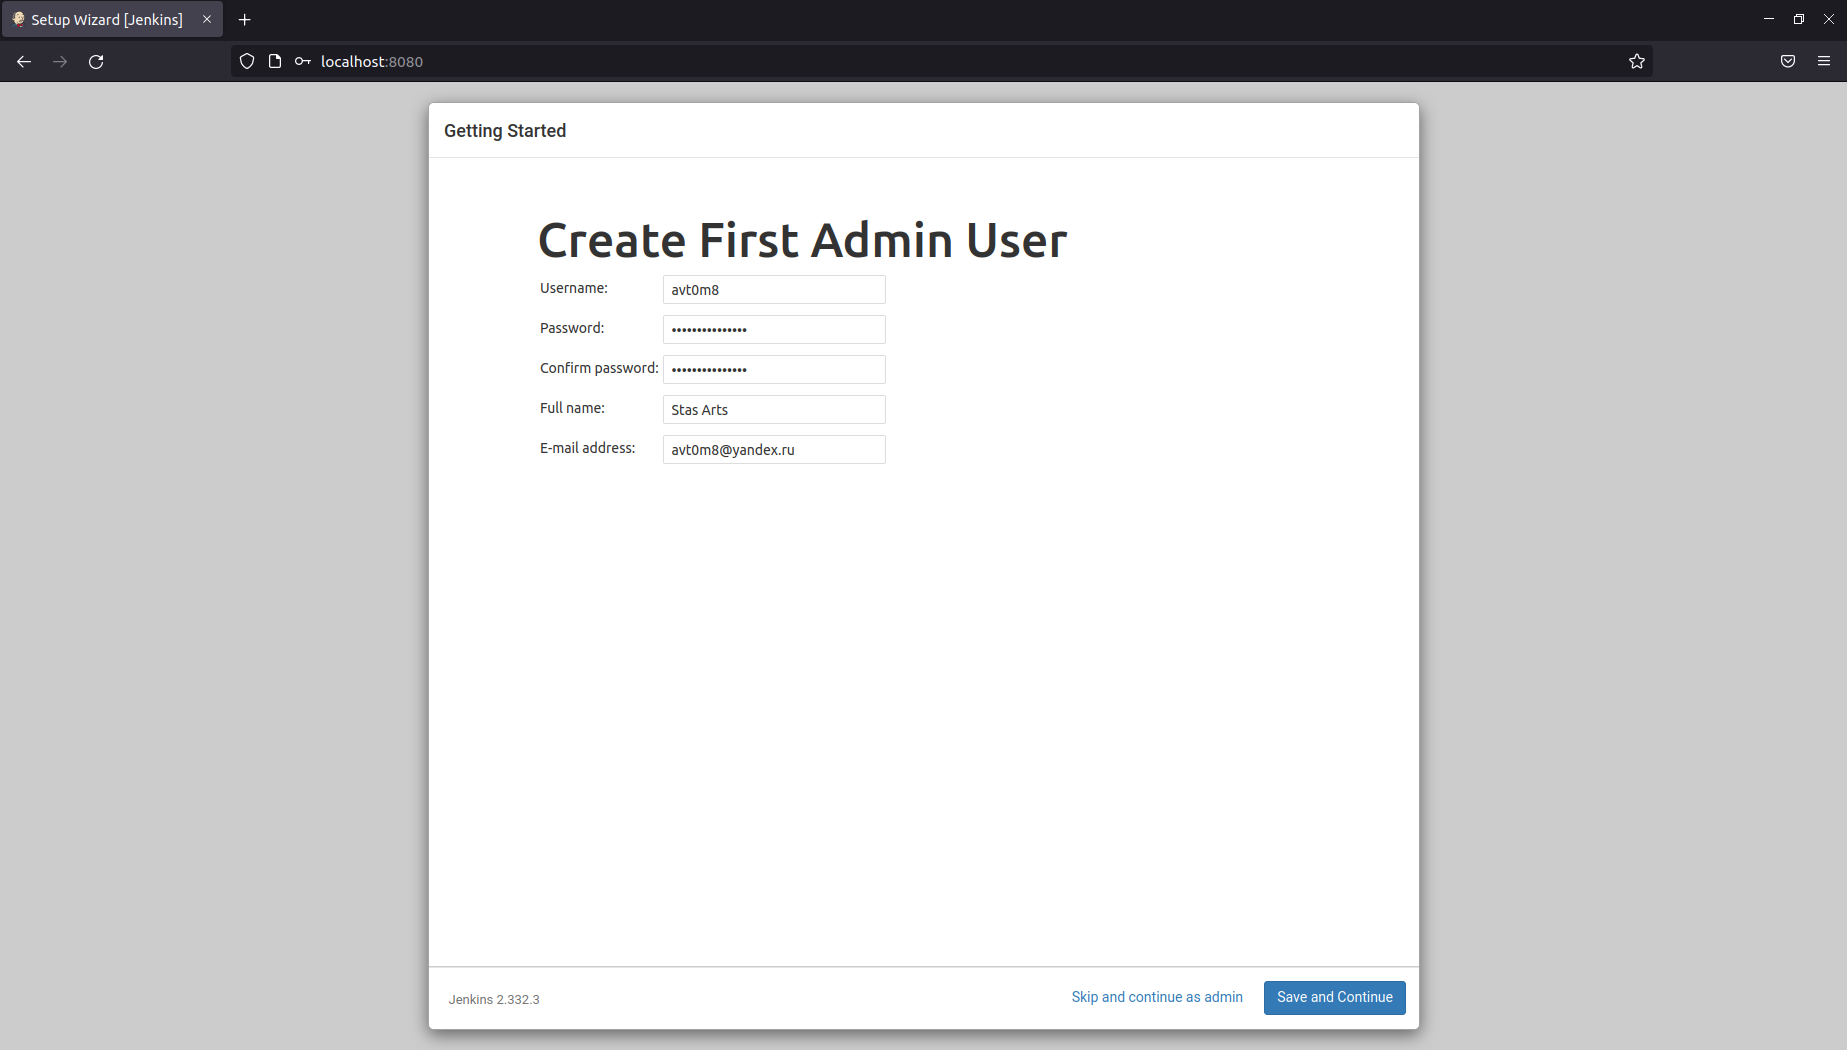 Setup Wizard [Jenkins]
localhost:8080
Getting Started
Create First Admin User
Username: avt0m8
Password: •••••••••••••••
Confirm password: •••••••••••••••
Full name: Stas Arts
E-mail address: avt0m8@yandex.ru
Jenkins 2.332.3 Skip and continue as admin Save and Continue